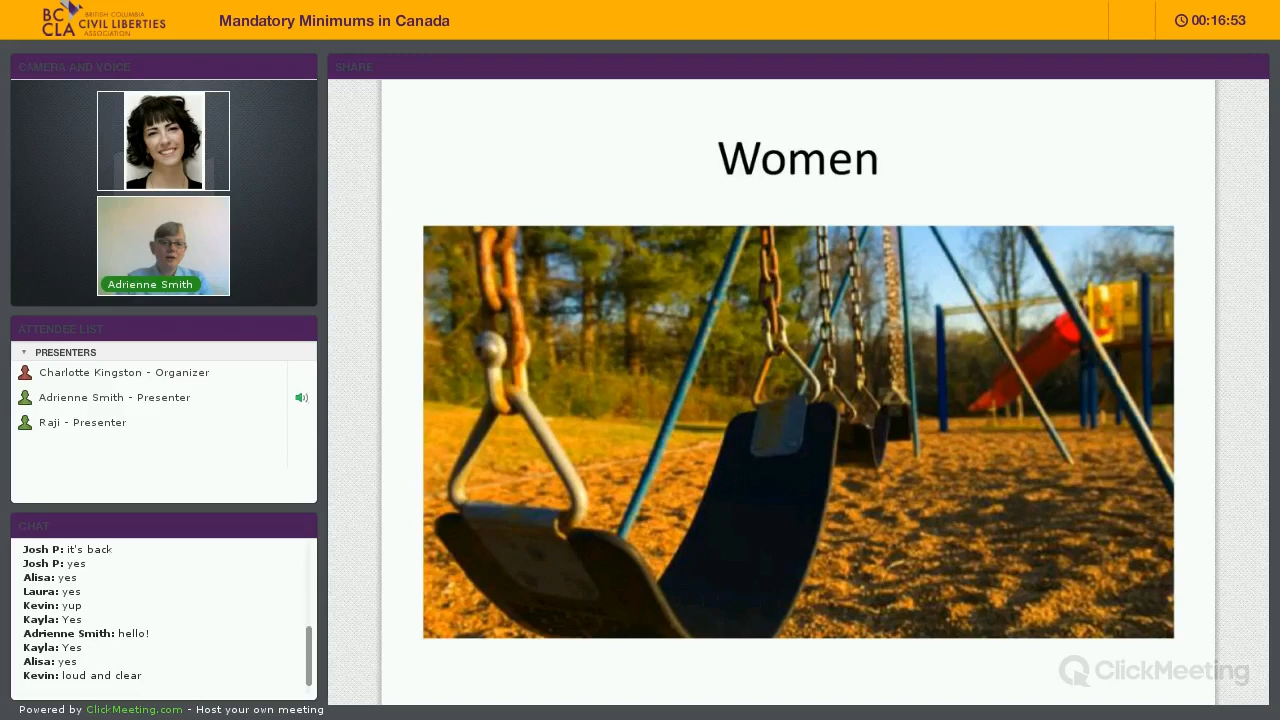 BC CLA BRITISH COLUMBIA CIVIL LIBERTIES ASSOCIATION
Mandatory Minimums in Canada
00:16:53
CAMERA AND VOICE
Adrienne Smith
ATTENDEE LIST
PRESENTERS
Charlotte Kingston - Organizer
Adrienne Smith - Presenter
Raji - Presenter
CHAT
Josh P: it's back
Josh P: yes
Alisa: yes
Laura: yes
Kevin: yup
Kayla: Yes
Adrienne Smith: hello!
Kayla: Yes
Alisa: yes
Kevin: loud and clear
Powered by ClickMeeting.com - Host your own meeting
SHARE
Women
ClickMeeting